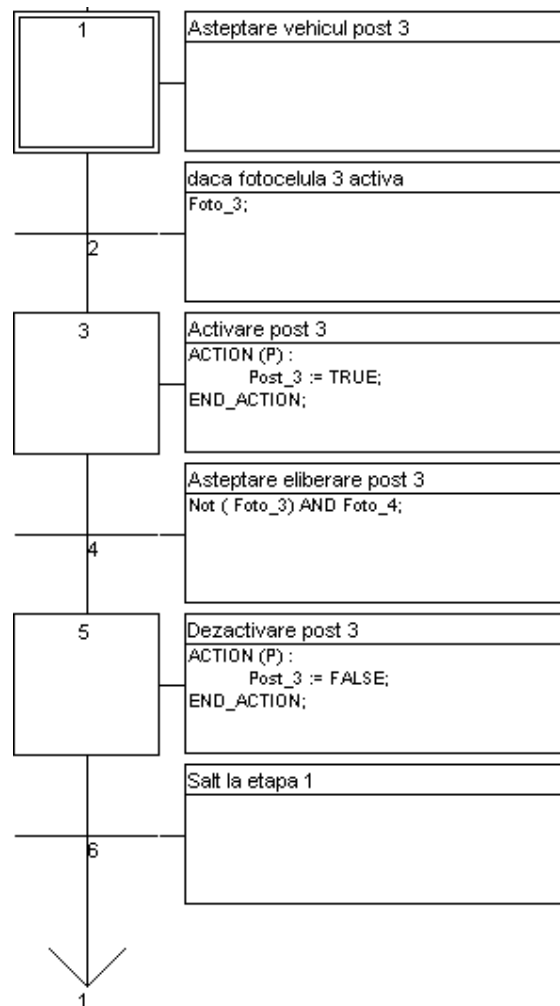 1
Asteptare vehicul post 3
daca fotocelula 3 activa
Foto_3;
2
3
Activare post 3
ACTION (P) :
Post_3 := TRUE;
END_ACTION;
Asteptare eliberare post 3
Not ( Foto_3) AND Foto_4;
4
5
Dezactivare post 3
ACTION (P) :
Post_3 := FALSE;
END_ACTION;
Salt la etapa 1
6
1